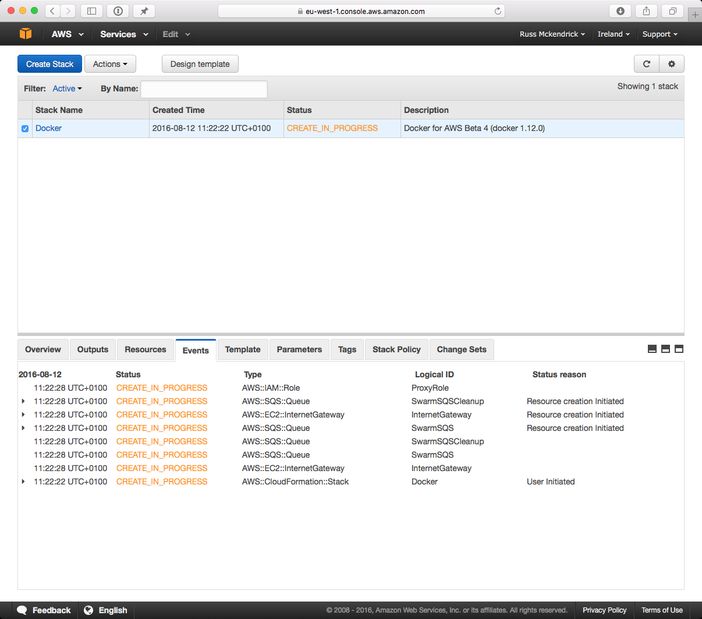 eu-west-1.console.aws.amazon.com
AWS Services Edit Russ Mckendrick Ireland Support
Create Stack Actions Design template
Filter: Active By Name: Showing 1 stack
Stack Name Created Time Status Description
Docker 2016-08-12 11:22:22 UTC+0100 CREATE_IN_PROGRESS Docker for AWS Beta 4 (docker 1.12.0)
Overview Outputs Resources Events Template Parameters Tags Stack Policy Change Sets
2016-08-12 Status Type Logical ID Status reason
11:22:28 UTC+0100 CREATE_IN_PROGRESS AWS::IAM::Role ProxyRole
11:22:28 UTC+0100 CREATE_IN_PROGRESS AWS::SQS::Queue SwarmSQSCleanup Resource creation Initiated
11:22:28 UTC+0100 CREATE_IN_PROGRESS AWS::EC2::InternetGateway InternetGateway Resource creation Initiated
11:22:28 UTC+0100 CREATE_IN_PROGRESS AWS::SQS::Queue SwarmSQS Resource creation Initiated
11:22:28 UTC+0100 CREATE_IN_PROGRESS AWS::SQS::Queue SwarmSQSCleanup
11:22:28 UTC+0100 CREATE_IN_PROGRESS AWS::SQS::Queue SwarmSQS
11:22:28 UTC+0100 CREATE_IN_PROGRESS AWS::EC2::InternetGateway InternetGateway
11:22:22 UTC+0100 CREATE_IN_PROGRESS AWS::CloudFormation::Stack Docker User Initiated
Feedback English © 2008 - 2016, Amazon Web Services, Inc. or its affiliates. All rights reserved. Privacy Policy Terms of Use